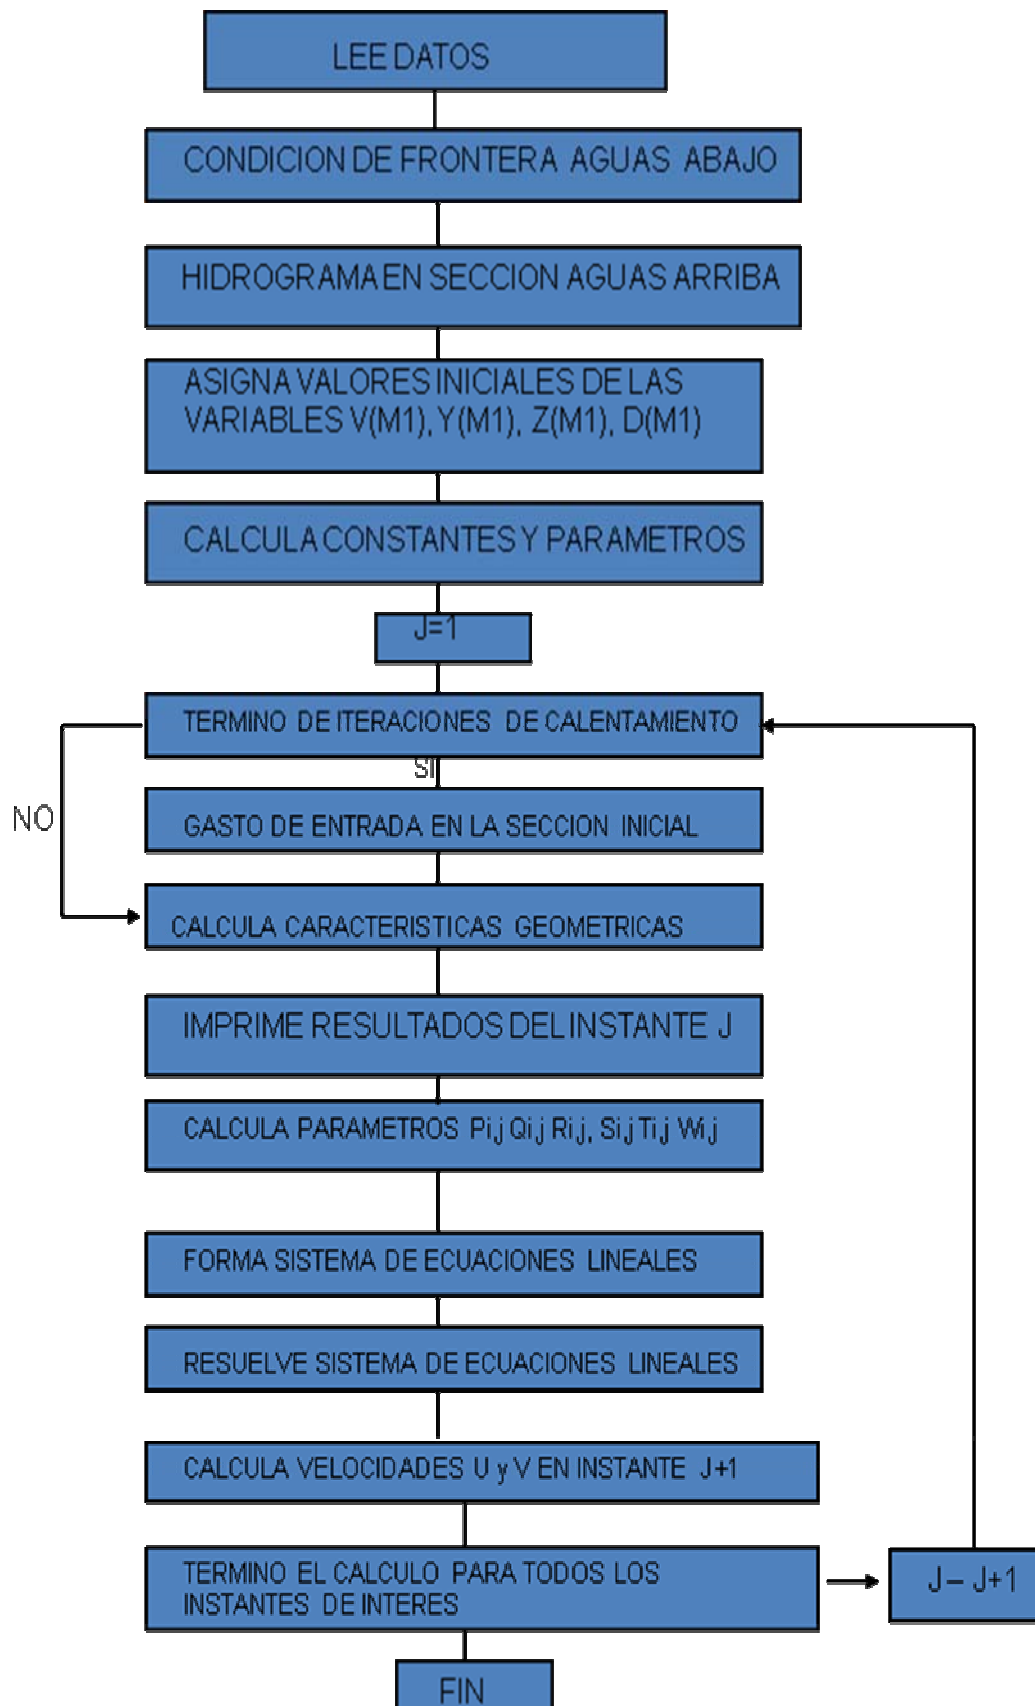 LEE DATOS
CONDICION DE FRONTERA AGUAS ABAJO
HIDROGRAMA EN SECCION AGUAS ARRIBA
ASIGNA VALORES INICIALES DE LAS
VARIABLES V(M1), Y(M1), Z(M1), D(M1)
CALCULA CONSTANTES Y PARAMETROS
J=1
TERMINO DE ITERACIONES DE CALENTAMIENTO
SI
NO
GASTO DE ENTRADA EN LA SECCION INICIAL
CALCULA CARACTERISTICAS GEOMETRICAS
IMPRIME RESULTADOS DEL INSTANTE J
CALCULA PARAMETROS Pi,j Qi,j Ri,j, Si,j Ti,j Wi,j
FORMA SISTEMA DE ECUACIONES LINEALES
RESUELVE SISTEMA DE ECUACIONES LINEALES
CALCULA VELOCIDADES U y V EN INSTANTE J+1
TERMINO EL CALCULO PARA TODOS LOS
INSTANTES DE INTERES
J – J+1
FIN